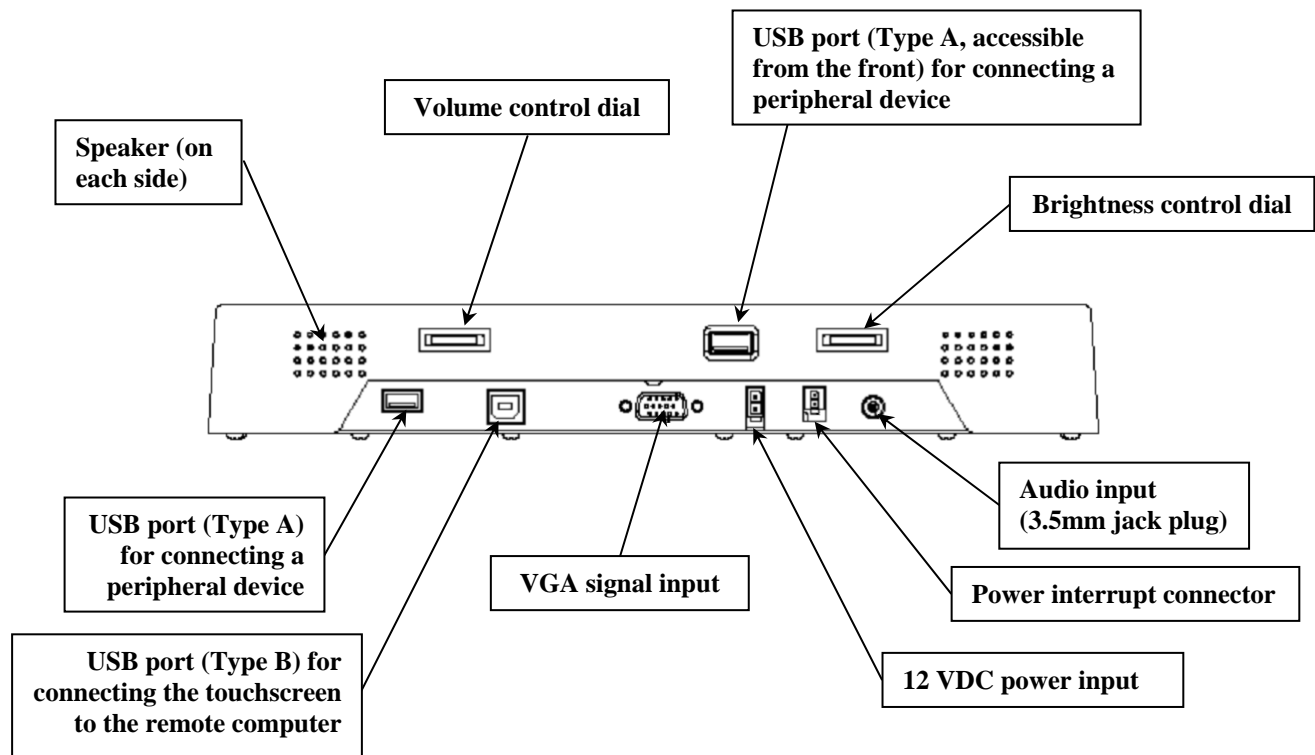 USB port (Type A, accessible
from the front) for connecting a
peripheral device
Volume control dial
Speaker (on
each side)
Brightness control dial
Audio input
(3.5mm jack plug)
USB port (Type A)
for connecting a
peripheral device
VGA signal input
Power interrupt connector
USB port (Type B) for
connecting the touchscreen
to the remote computer
12 VDC power input